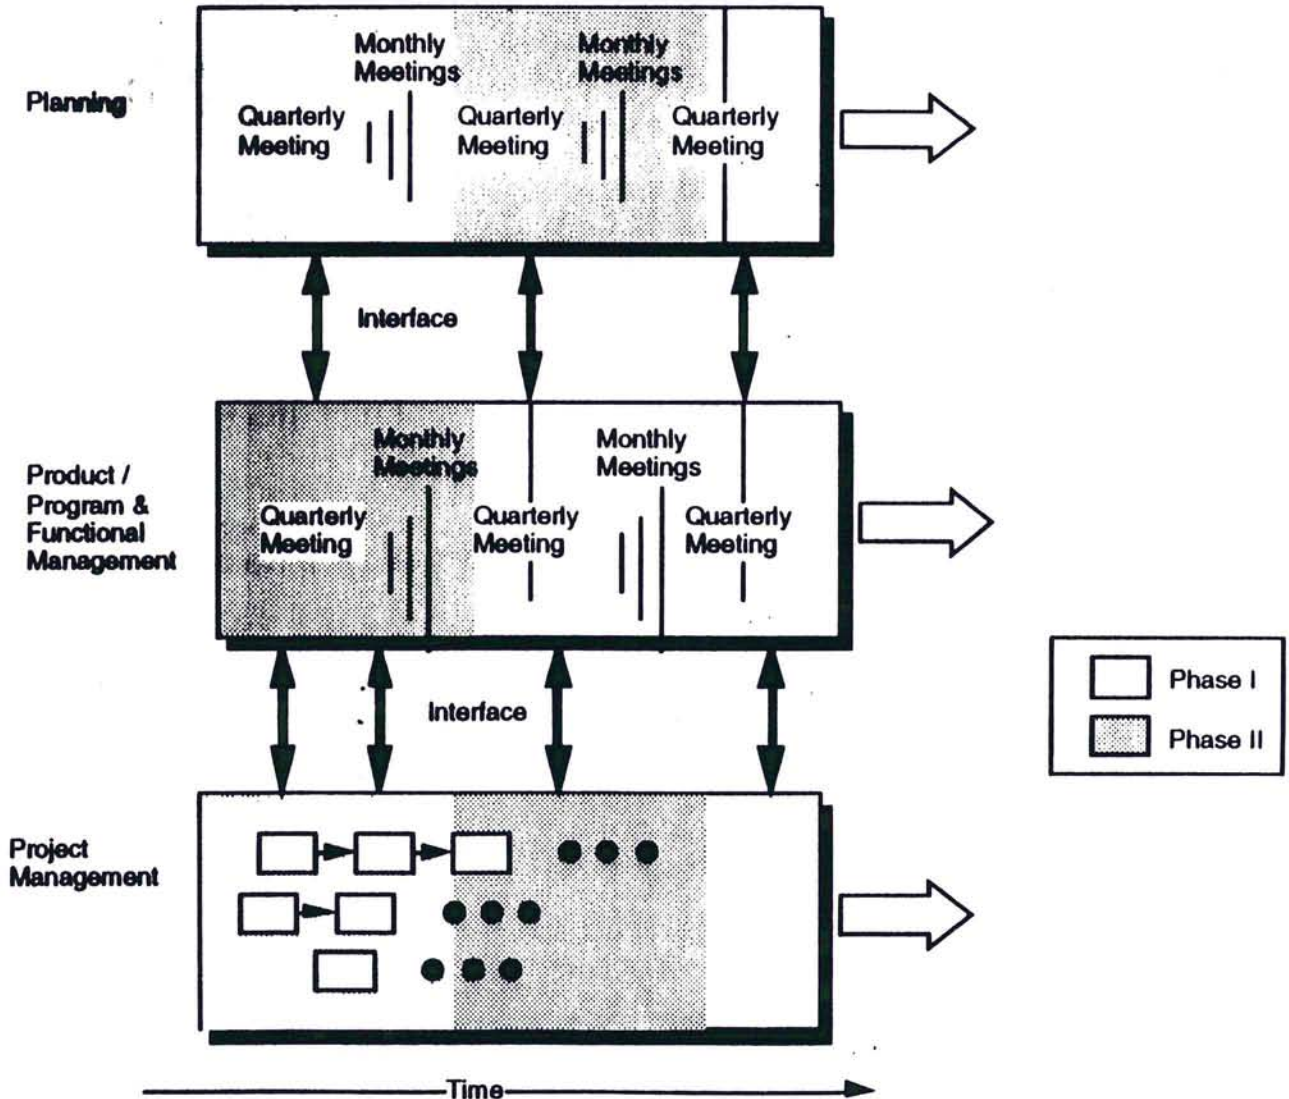 Monthly
Meetings
Monthly
Meetings
Planning
Quarterly
Meeting
Quarterly
Meeting
Quarterly
Meeting
Interface
Product /
Program &
Functional
Management
Monthly
Meetings
Monthly
Meetings
Quarterly
Meeting
Quarterly
Meeting
Quarterly
Meeting
Interface
Phase I
Phase II
Project
Management
Time